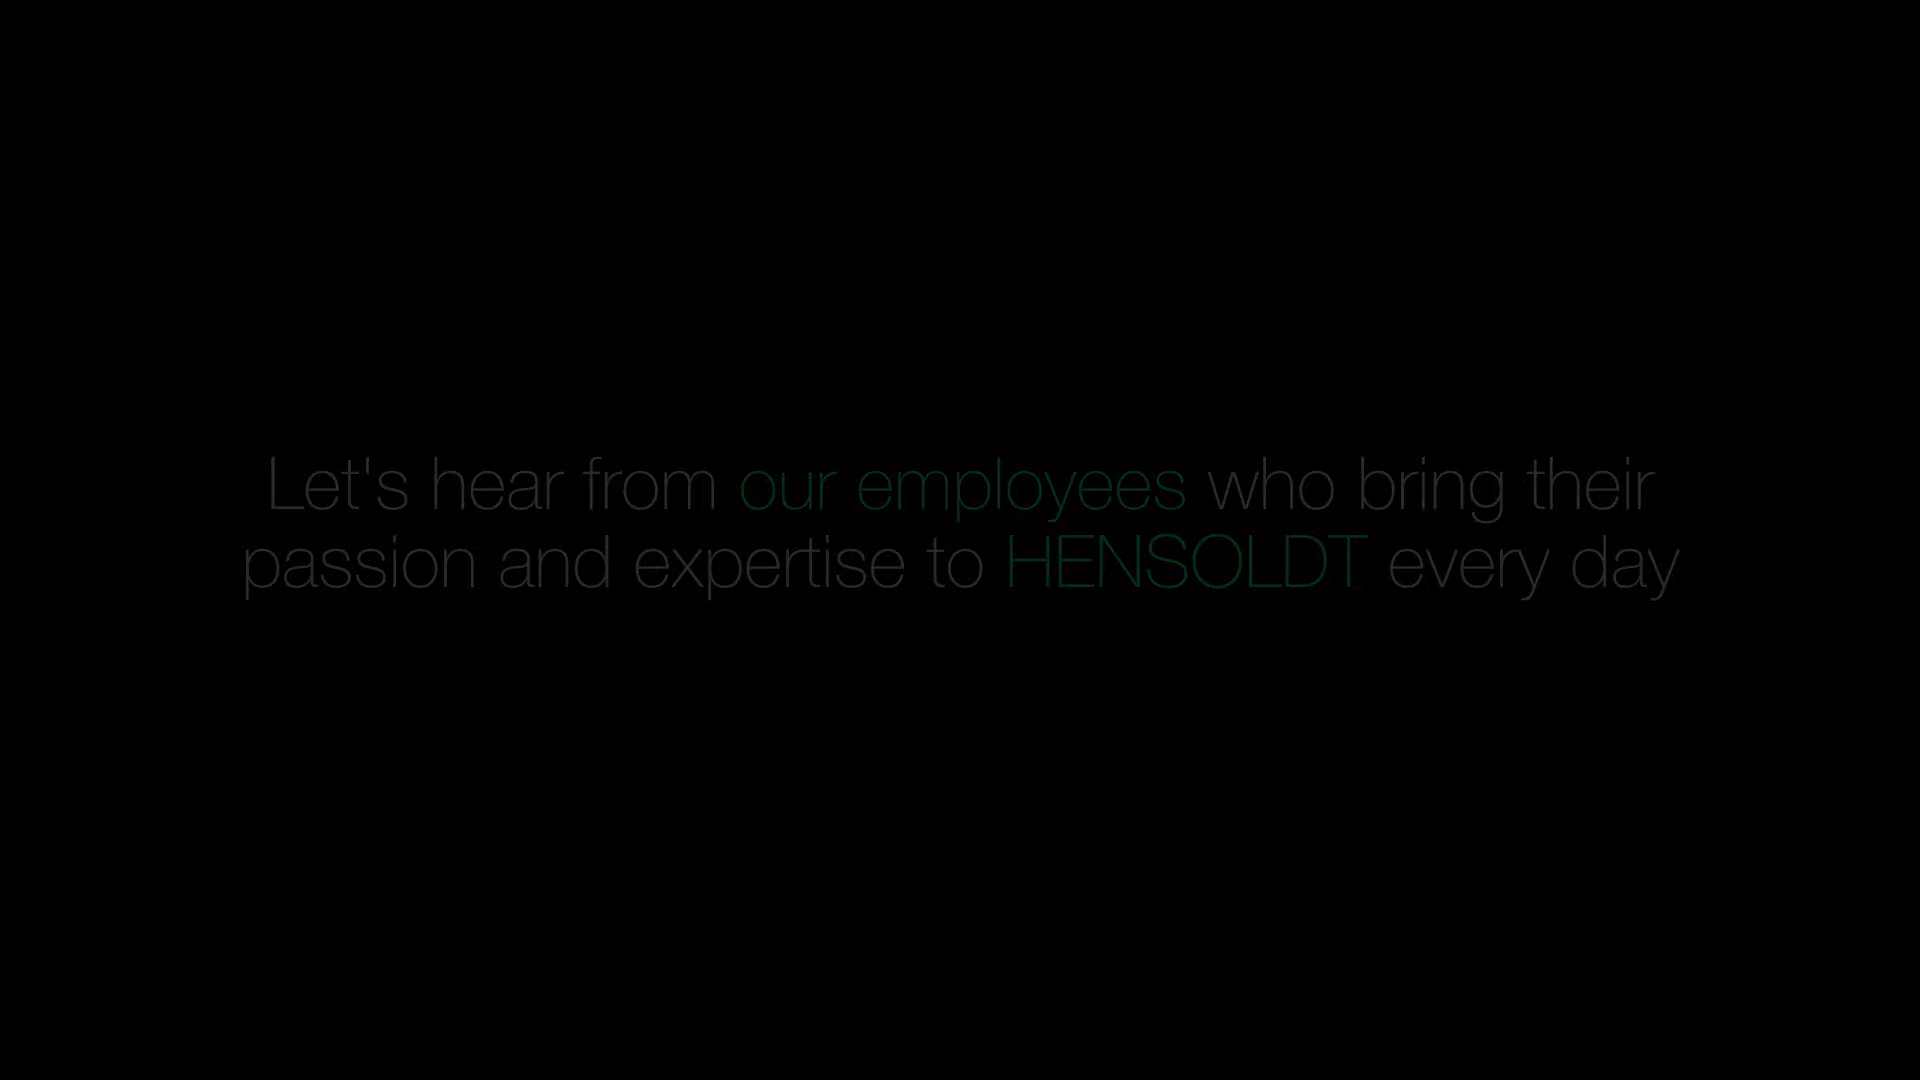 Let's hear from our employees who bring their
passion and expertise to HENSOLDT every day